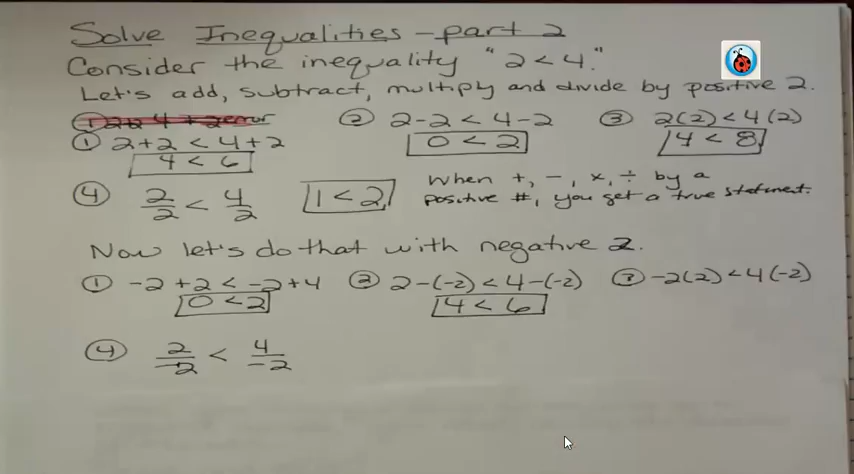 Solve Inequalities - part 2
Consider the inequality "2 < 4."
Let's add, subtract, multiply and divide by positive 2.
① 2+2 < 4+2
4 < 6
② 2-2 < 4-2
0 < 2
③ 2(2) < 4(2)
4 < 8
④ 2/2 < 4/2 1 < 2
When +, -, x, ÷ by a
positive #, you get a true statement.
Now let's do that with negative 2.
① -2+2 < -2+4
0 < 2
② 2-(-2) < 4-(-2)
4 < 6
③ -2(2) < 4(-2)
④ 2/-2 < 4/-2